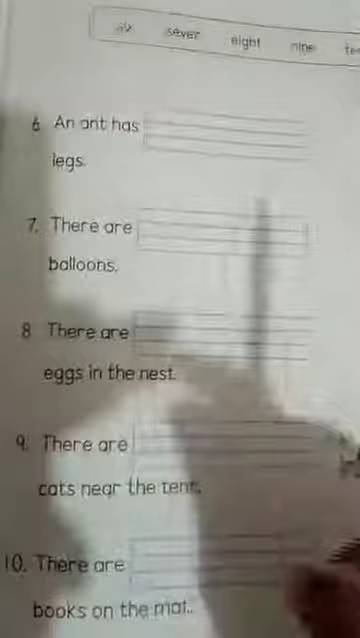 six seven eight nine ten
6. An ant has
legs.
7. There are
balloons.
8 There are
eggs in the nest.
9. There are
cats near the tent.
10. There are
books on the mat.